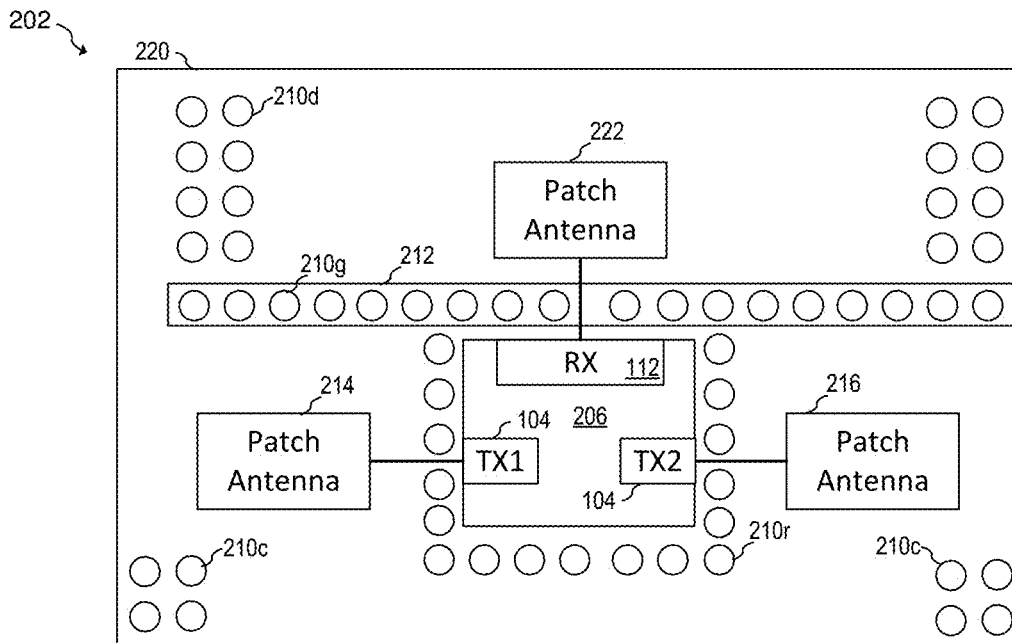 202
220
210d
222
Patch
Antenna
210g
212
RX
112
214
216
104
206
Patch
Antenna
TX1
TX2
Patch
Antenna
104
210c
210r
210c